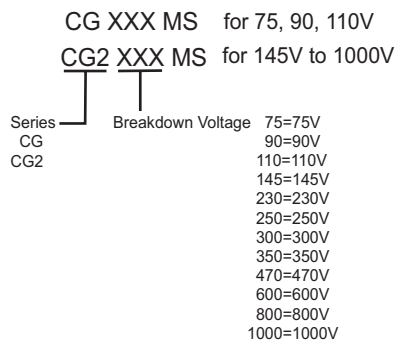 CG XXX MS for 75, 90, 110V
CG2 XXX MS for 145V to 1000V
Series Breakdown Voltage 75=75V
CG 90=90V
CG2 110=110V
145=145V
230=230V
250=250V
300=300V
350=350V
470=470V
600=600V
800=800V
1000=1000V